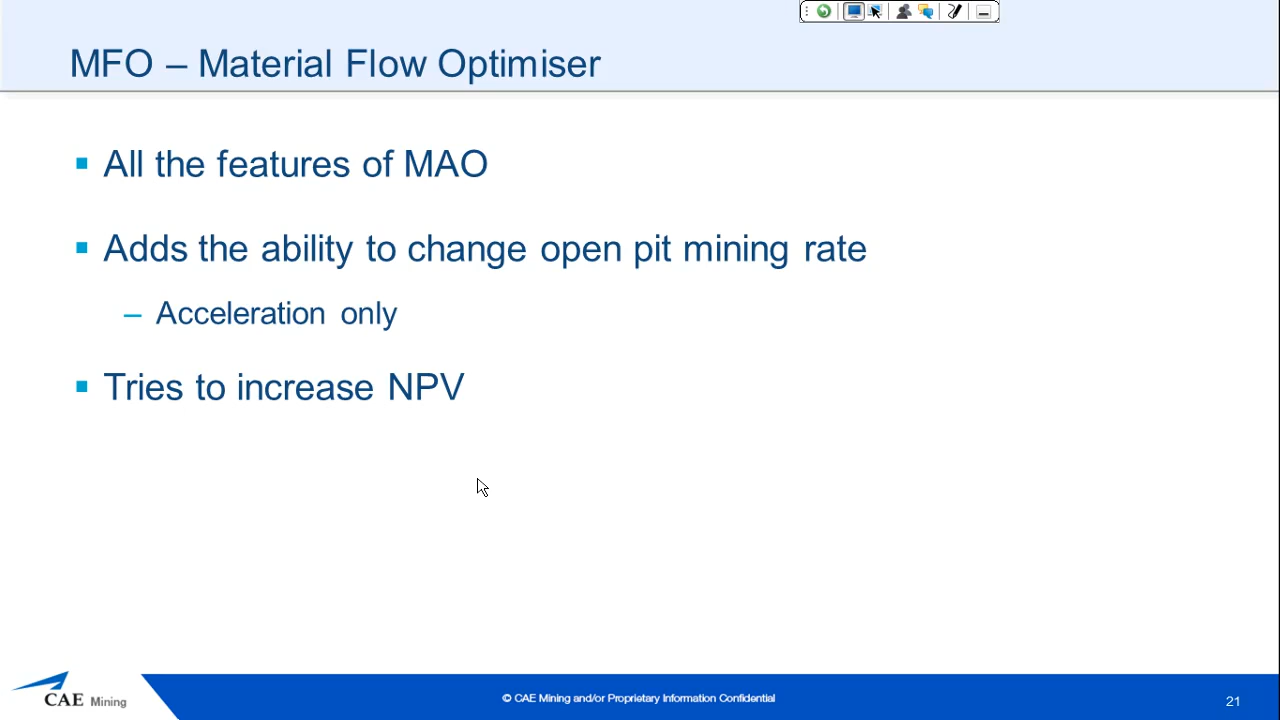 MFO – Material Flow Optimiser
▪ All the features of MAO
▪ Adds the ability to change open pit mining rate
– Acceleration only
▪ Tries to increase NPV
CAE Mining
© CAE Mining and/or Proprietary Information Confidential
21